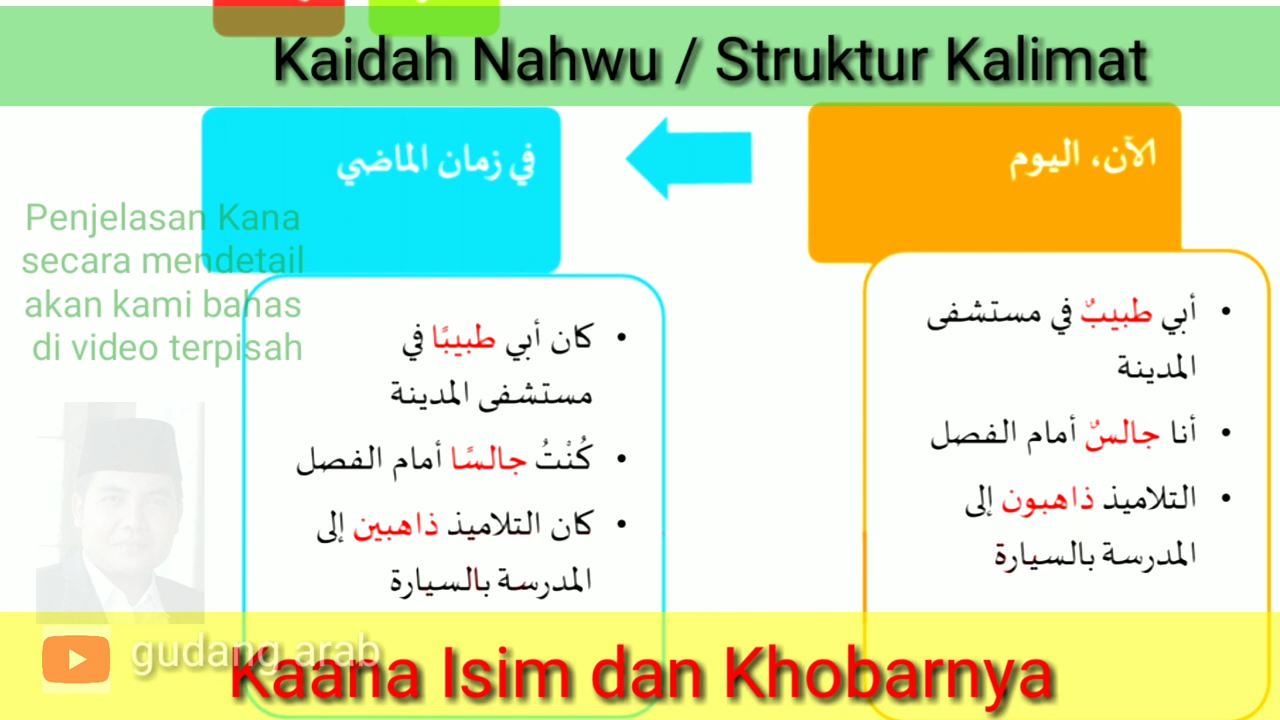 Kaidah Nahwu / Struktur Kalimat
الآن، اليوم
في زمان الماضي
Penjelasan Kana
secara mendetail
akan kami bahas
di video terpisah
• أبي طبيبٌ في مستشفى
المدينة
• أنا جالسٌ أمام الفصل
• التلاميذ ذاهبون إلى
المدرسة بالسيارة
• كان أبي طبيبًا في
مستشفى المدينة
• كُنْتُ جالسًا أمام الفصل
• كان التلاميذ ذاهبين إلى
المدرسة بالسيارة
gudang arab
Kaana Isim dan Khobarnya